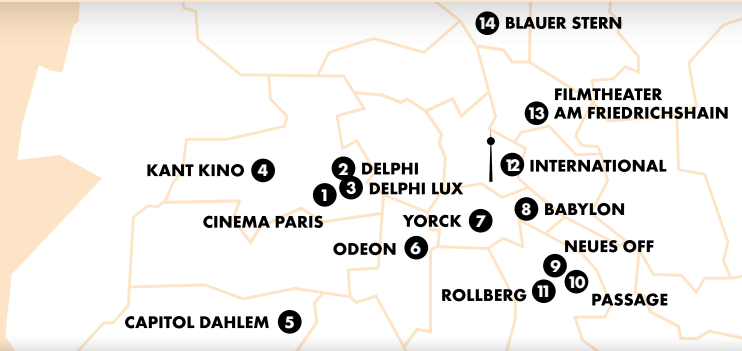 14 BLAUER STERN
FILMTHEATER
13 AM FRIEDRICHSHAIN
KANT KINO 4
2 DELPHI
12 INTERNATIONAL
3 DELPHI LUX
1
CINEMA PARIS
8 BABYLON
YORCK 7
ODEON 6
NEUES OFF
9
10
ROLLBERG 11
PASSAGE
CAPITOL DAHLEM 5